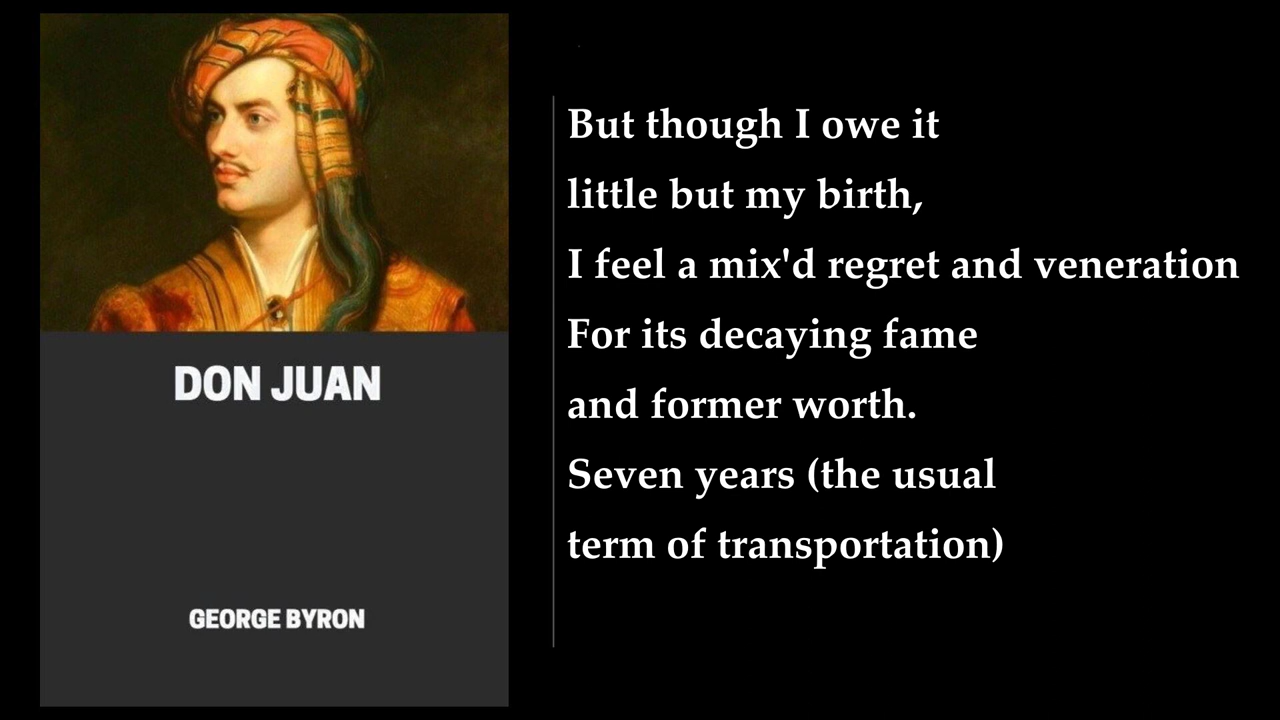 DON JUAN
GEORGE BYRON
But though I owe it
little but my birth,
I feel a mix'd regret and veneration
For its decaying fame
and former worth.
Seven years (the usual
term of transportation)